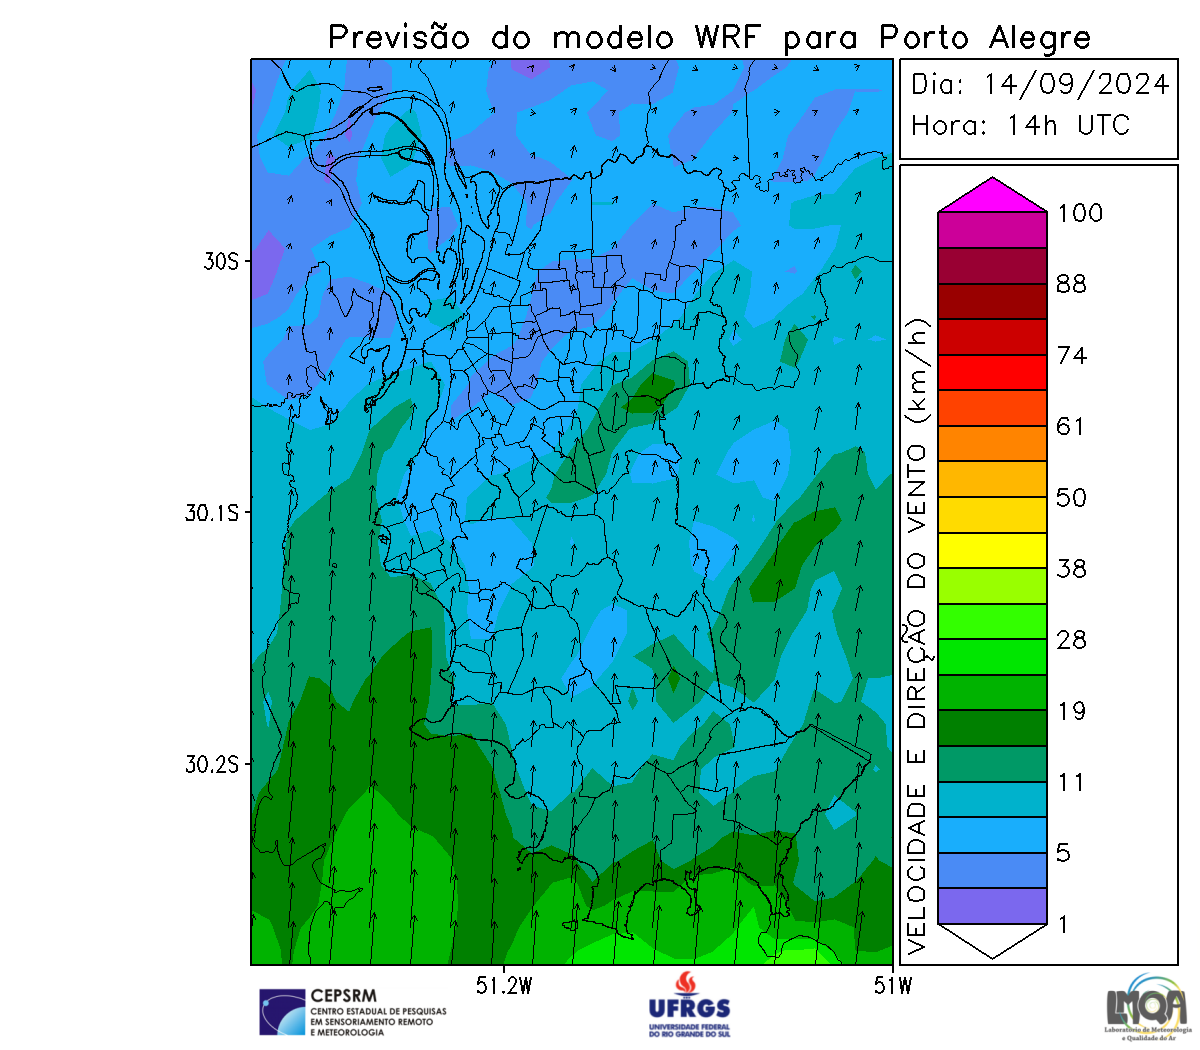 Previsão do modelo WRF para Porto Alegre
Dia: 14/09/2024
Hora: 14h UTC
30S
30.1S
30.2S
51.2W
51W
VELOCIDADE E DIREÇÃO DO VENTO (km/h)
100
88
74
61
50
38
28
19
11
5
1
CEPSRM
CENTRO ESTADUAL DE PESQUISAS
EM SENSORIAMENTO REMOTO
E METEOROLOGIA
UFRGS
UNIVERSIDADE FEDERAL
DO RIO GRANDE DO SUL
LMQA
Laboratório de Meteorologia
e Qualidade do Ar